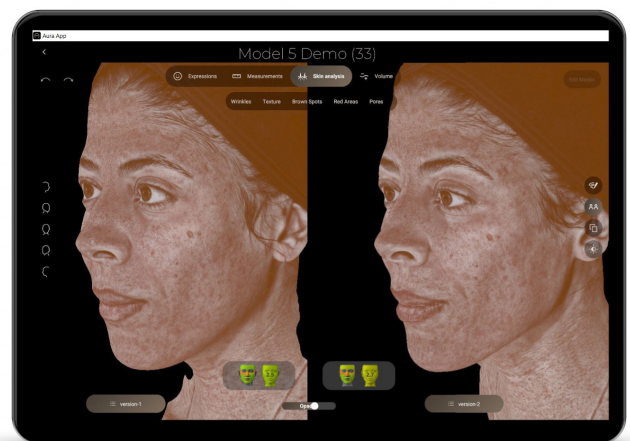 Aura App
Model 5 Demo (33)
Expressions Measurements Skin analysis Volume
Wrinkles Texture Brown Spots Red Areas Pores
version-1
version-2